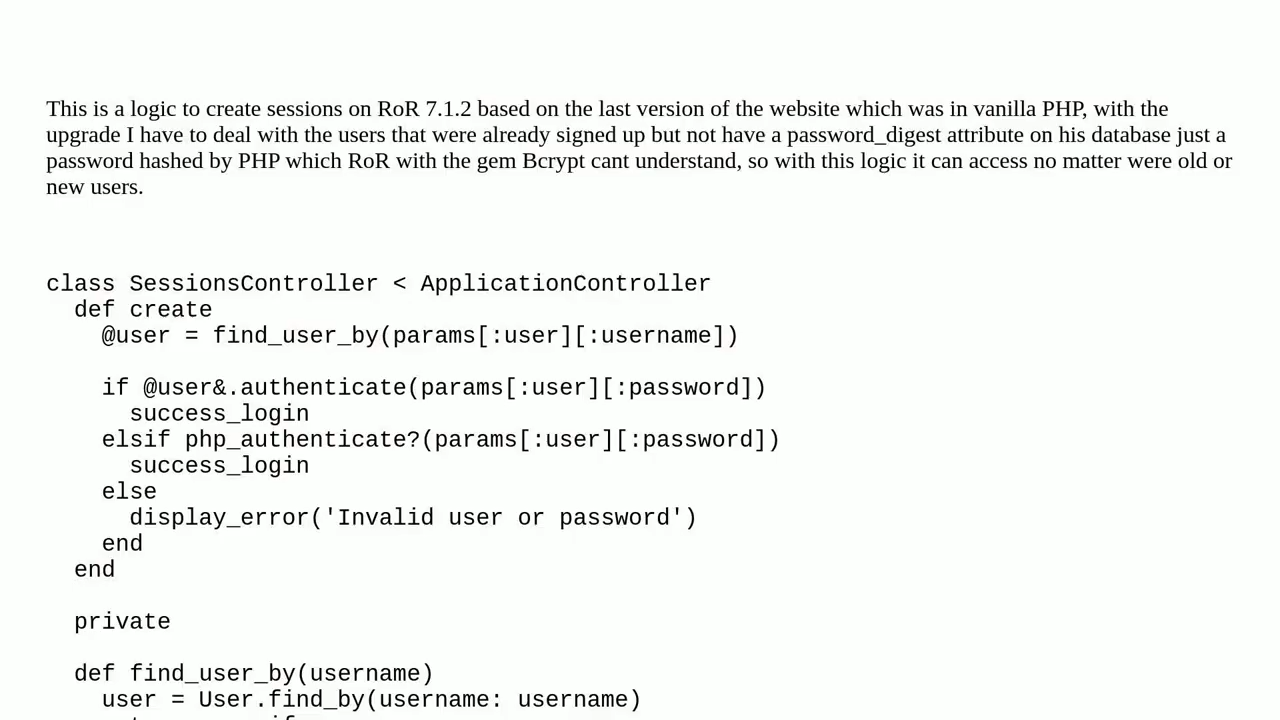 This is a logic to create sessions on RoR 7.1.2 based on the last version of the website which was in vanilla PHP, with the
upgrade I have to deal with the users that were already signed up but not have a password_digest attribute on his database just a
password hashed by PHP which RoR with the gem Bcrypt cant understand, so with this logic it can access no matter were old or
new users.
class SessionsController < ApplicationController
  def create
    @user = find_user_by(params[:user][:username])
    if @user&.authenticate(params[:user][:password])
      success_login
    elsif php_authenticate?(params[:user][:password])
      success_login
    else
      display_error('Invalid user or password')
    end
  end
  private
  def find_user_by(username)
    user = User.find_by(username: username)